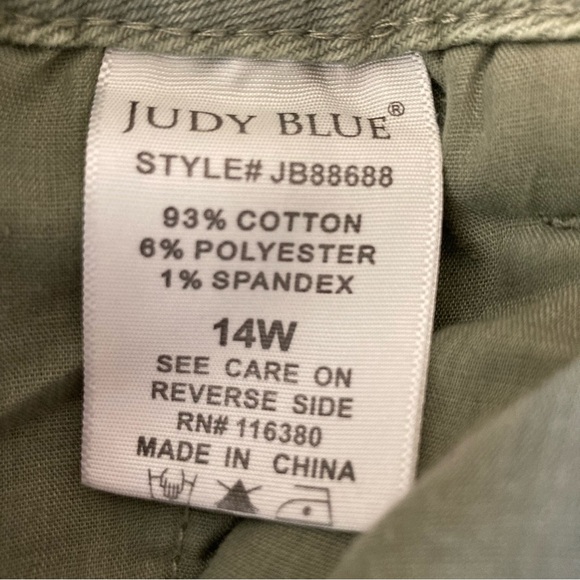 JUDY BLUE®
STYLE# JB88688
93% COTTON
6% POLYESTER
1% SPANDEX
14W
SEE CARE ON
REVERSE SIDE
RN# 116380
MADE IN CHINA